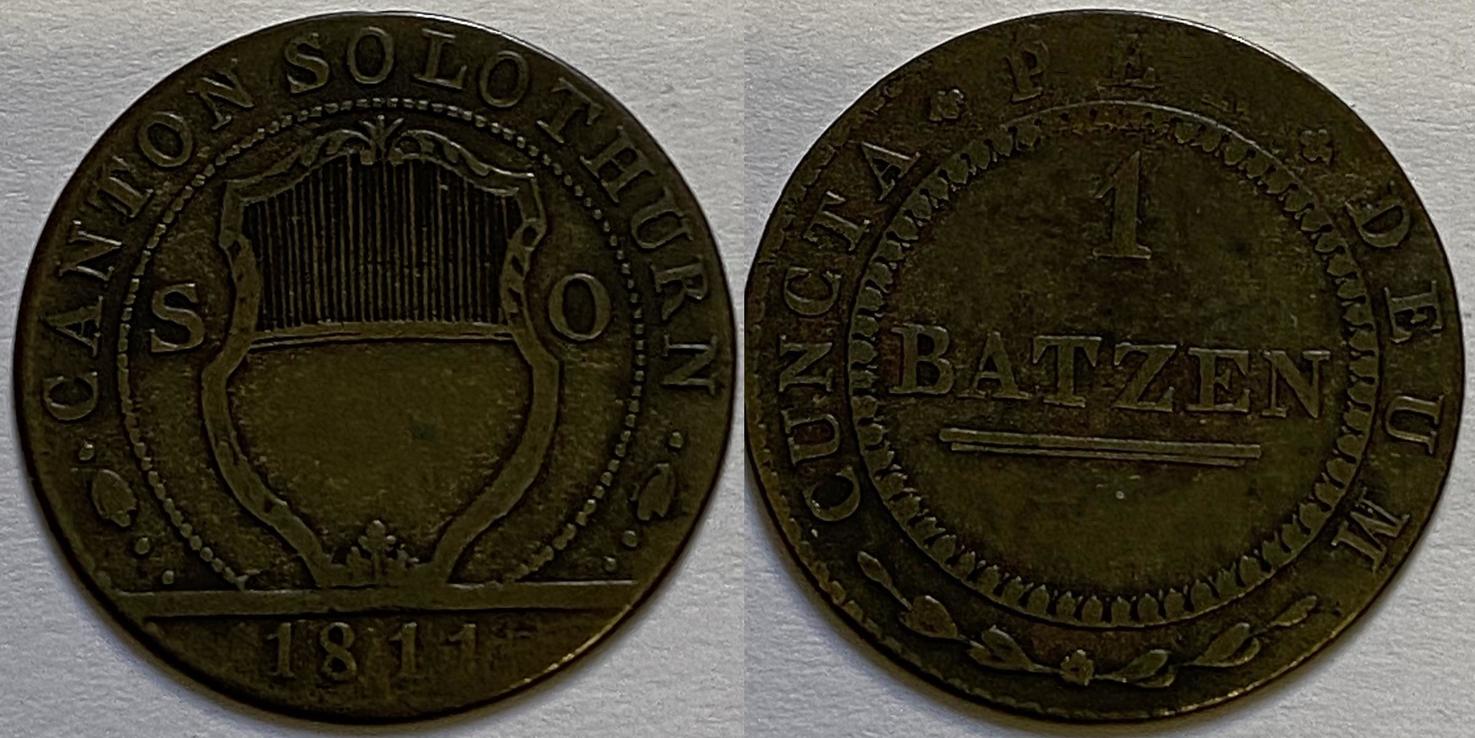 CANTON SOLOTHURN
S O
1811
CUNCTA DEUM
1
BATZEN